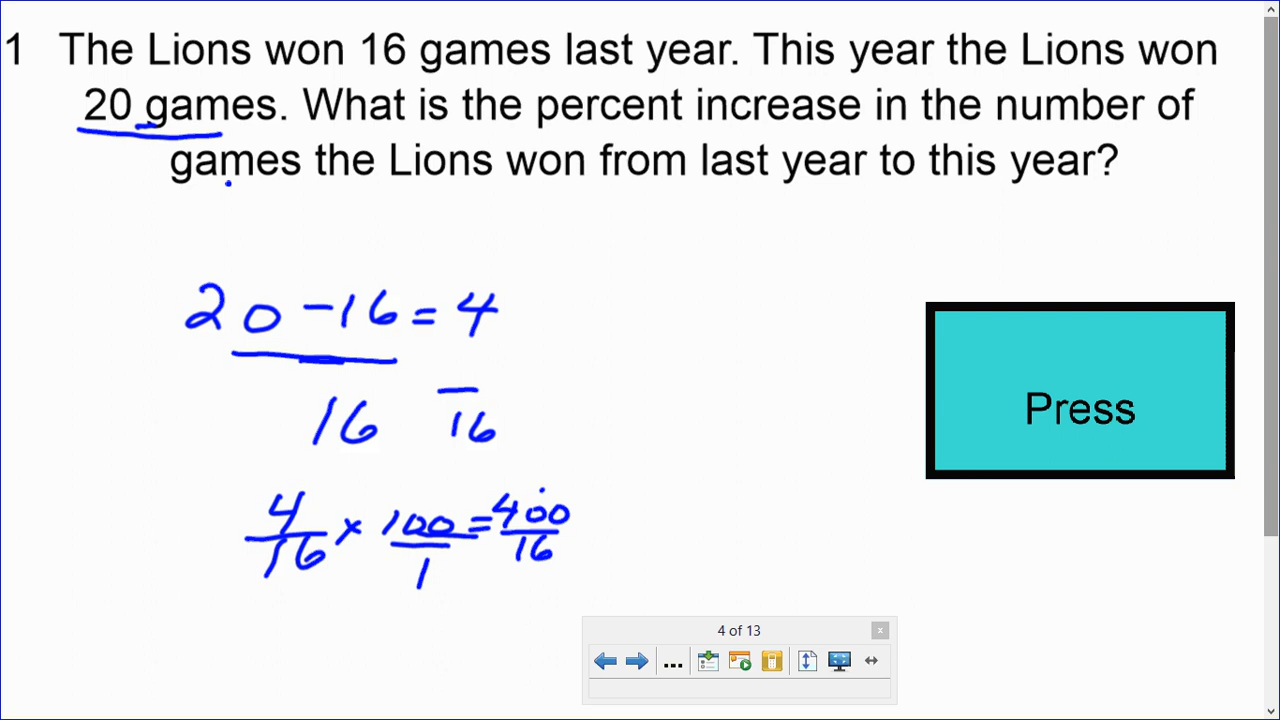 1 The Lions won 16 games last year. This year the Lions won
20 games. What is the percent increase in the number of
games the Lions won from last year to this year?
20 - 16 = 4
16 16
4/16 × 100/1 = 400/16
Press
4 of 13
x
...